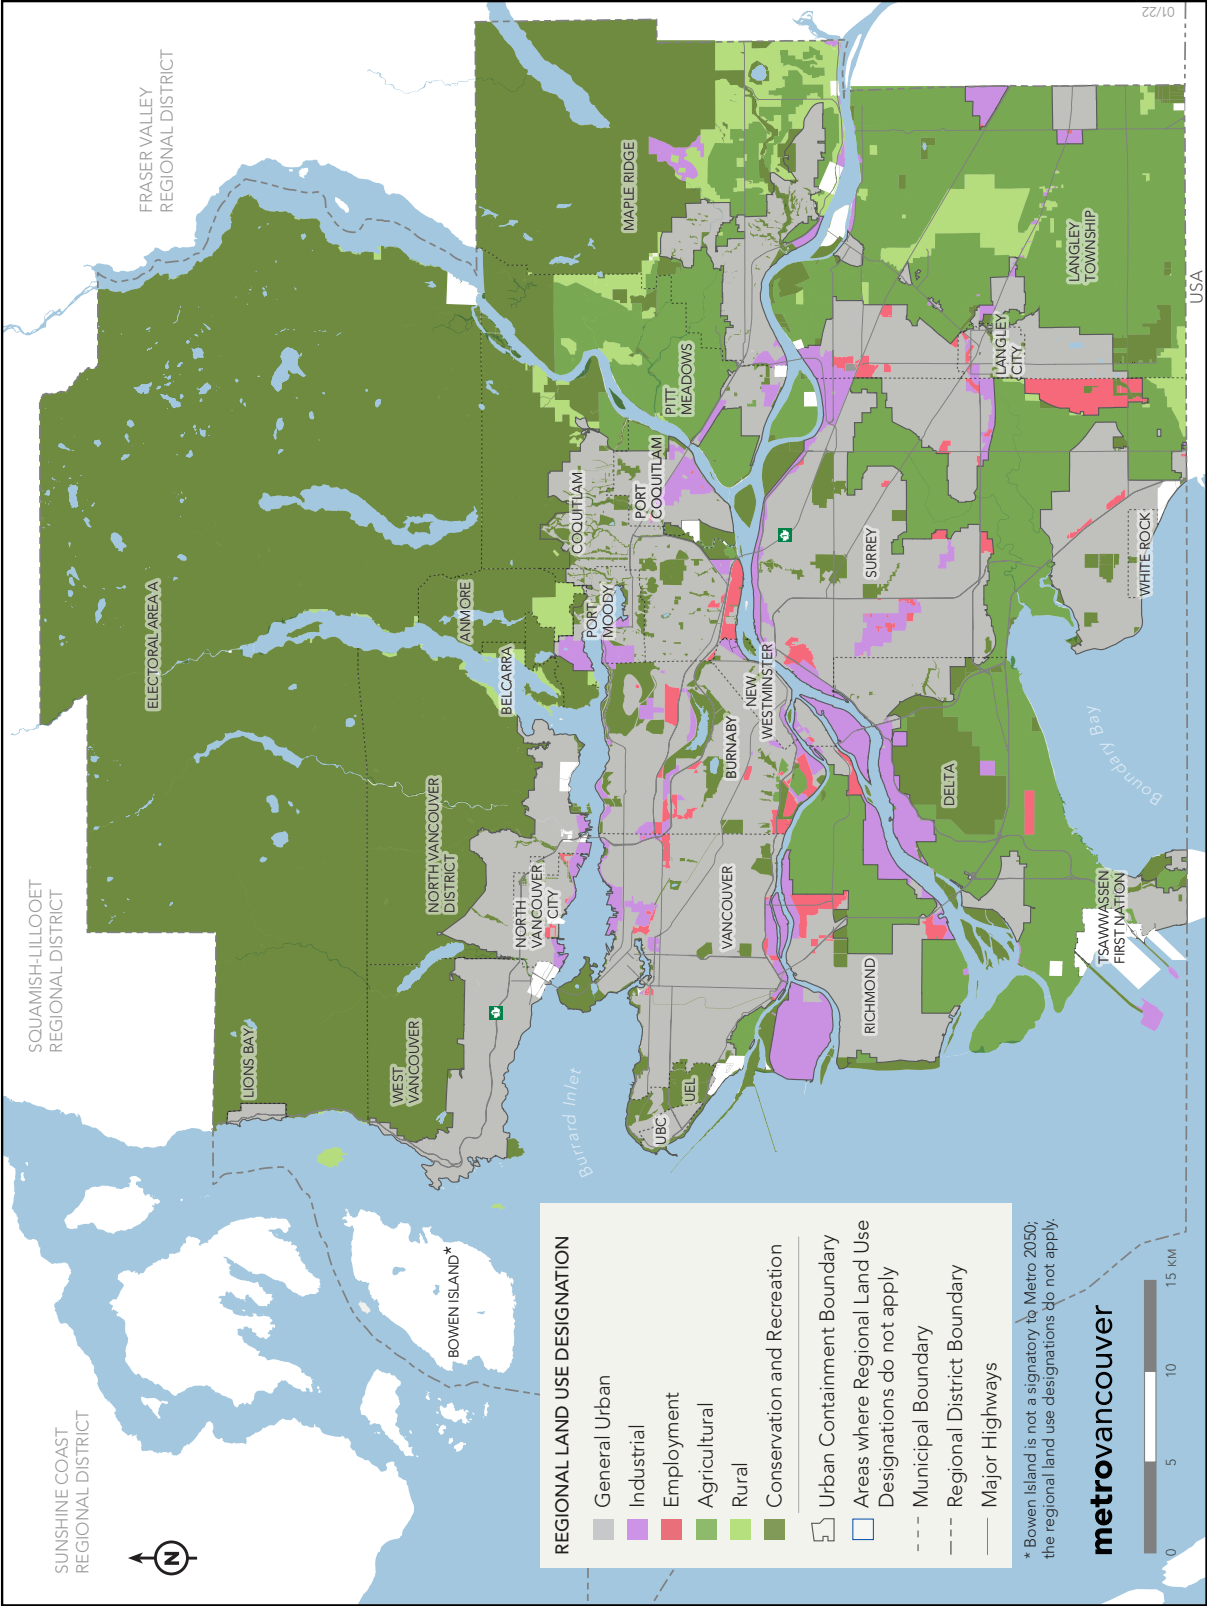 SUNSHINE COAST
REGIONAL DISTRICT
SQUAMISH-LILLOOET
REGIONAL DISTRICT
FRASER VALLEY
REGIONAL DISTRICT
N
ELECTORAL AREA A
LIONS BAY
BOWEN ISLAND*
WEST
VANCOUVER
NORTH VANCOUVER
DISTRICT
NORTH
VANCOUVER
CITY
BELCARRA
ANMORE
PORT
MOODY
COQUITLAM
PORT
COQUITLAM
PITT
MEADOWS
MAPLE RIDGE
Burrard Inlet
UBC
UEL
VANCOUVER
BURNABY
NEW
WESTMINSTER
RICHMOND
SURREY
DELTA
LANGLEY
CITY
LANGLEY
TOWNSHIP
WHITE ROCK
TSAWWASSEN
FIRST NATION
Boundary Bay
USA
REGIONAL LAND USE DESIGNATION
General Urban
Industrial
Employment
Agricultural
Rural
Conservation and Recreation
Urban Containment Boundary
Areas where Regional Land Use
Designations do not apply
Municipal Boundary
Regional District Boundary
Major Highways
* Bowen Island is not a signatory to Metro 2050;
the regional land use designations do not apply.
metrovancouver
0 5 10 15 KM
01/22